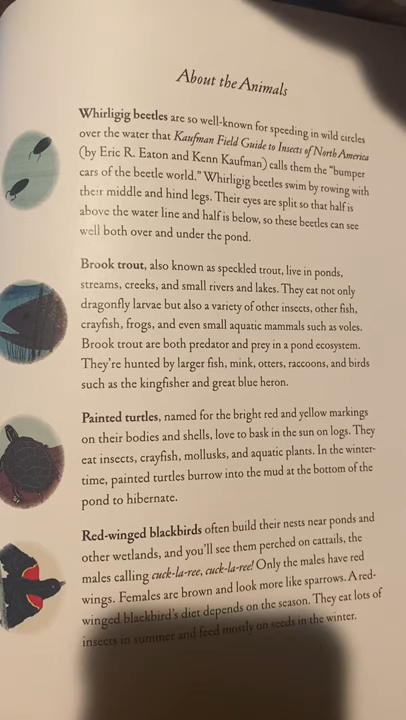 About the Animals
Whirligig beetles are so well-known for speeding in wild circles
over the water that Kaufman Field Guide to Insects of North America
(by Eric R. Eaton and Kenn Kaufman) calls them the “bumper
cars of the beetle world.” Whirligig beetles swim by rowing with
their middle and hind legs. Their eyes are split so that half is
above the water line and half is below, so these beetles can see
well both over and under the pond.
Brook trout, also known as speckled trout, live in ponds,
streams, creeks, and small rivers and lakes. They eat not only
dragonfly larvae but also a variety of other insects, other fish,
crayfish, frogs, and even small aquatic mammals such as voles.
Brook trout are both predator and prey in a pond ecosystem.
They’re hunted by larger fish, mink, otters, raccoons, and birds
such as the kingfisher and great blue heron.
Painted turtles, named for the bright red and yellow markings
on their bodies and shells, love to bask in the sun on logs. They
eat insects, crayfish, mollusks, and aquatic plants. In the winter-
time, painted turtles burrow into the mud at the bottom of the
pond to hibernate.
Red-winged blackbirds often build their nests near ponds and
other wetlands, and you’ll see them perched on cattails, the
males calling cuck-la-ree, cuck-la-ree! Only the males have red
wings. Females are brown and look more like sparrows. A red-
winged blackbird’s diet depends on the season. They eat lots of
insects in summer and feed mostly on seeds in the winter.